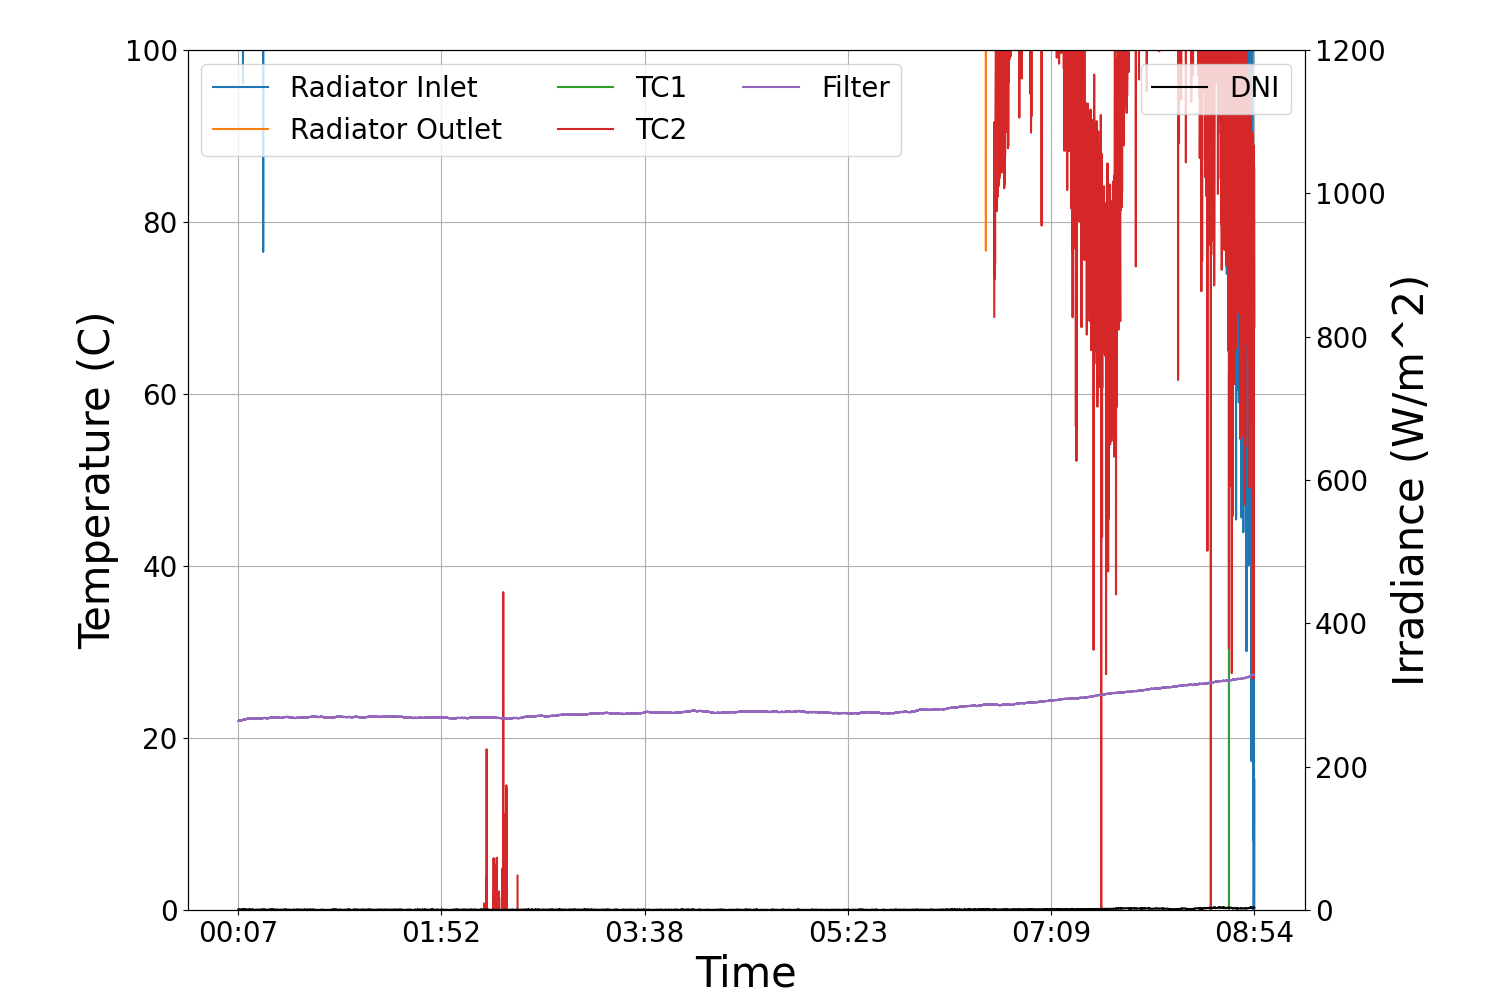 100
80
60
40
20
0
Temperature (C)
Radiator Inlet
Radiator Outlet
TC1
TC2
Filter
DNI
1200
1000
800
600
400
200
0
Irradiance (W/m^2)
00:07 01:52 03:38 05:23 07:09 08:54
Time